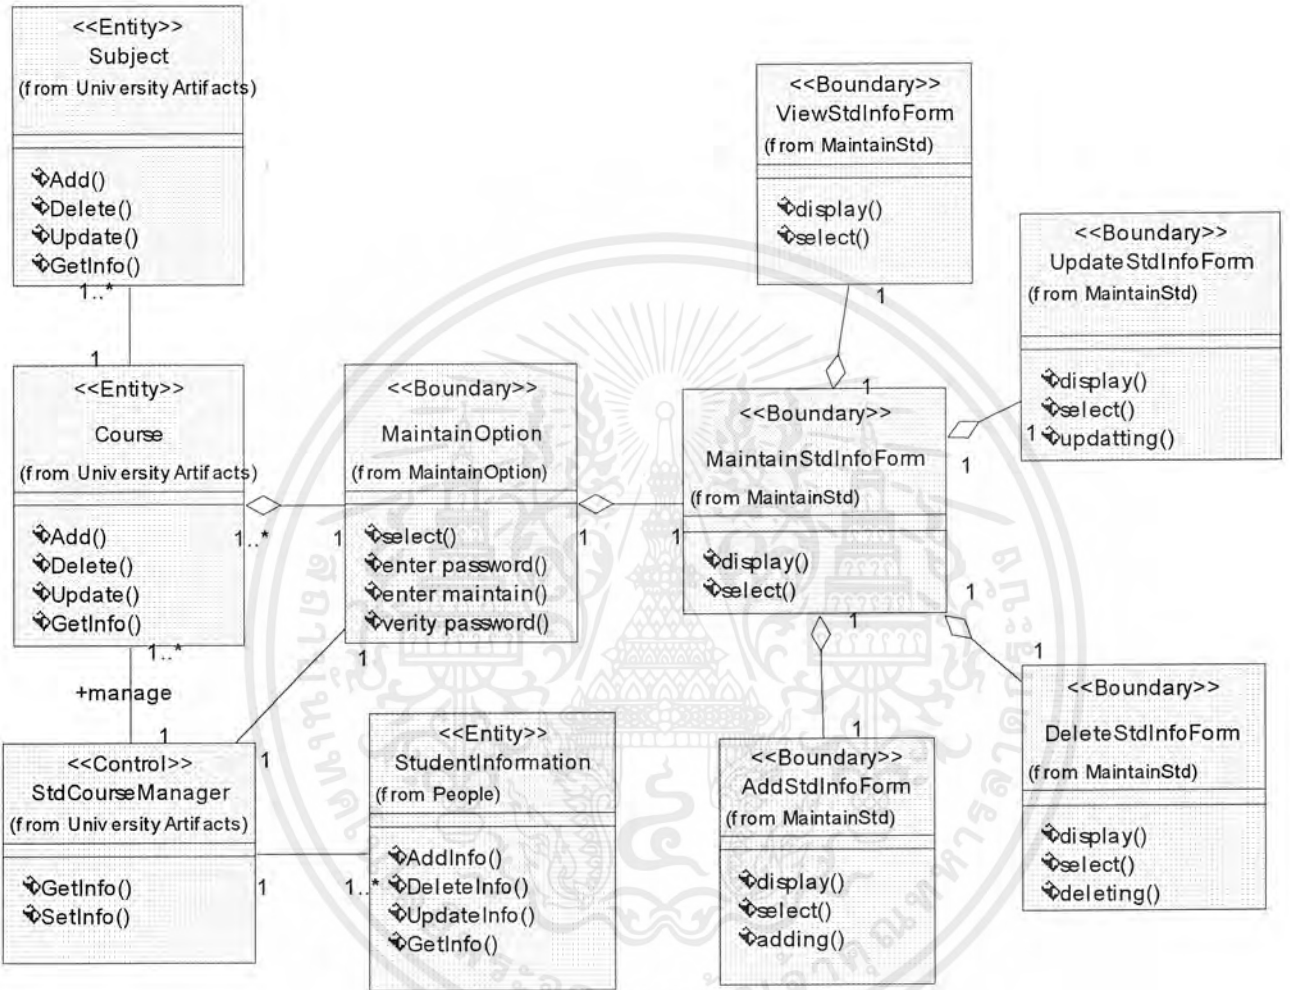 <<Entity>>
Subject
(from University Artifacts)
Add()
Delete()
Update()
GetInfo()
1..*
1
<<Entity>>
Course
(from University Artifacts)
Add()
Delete()
Update()
GetInfo()
1..*
1..*
+manage
1
<<Control>>
StdCourseManager
(from University Artifacts)
GetInfo()
SetInfo()
1
1
1..*
<<Boundary>>
MaintainOption
(from MaintainOption)
select()
enter password()
enter maintain()
verity password()
1
1
1
<<Entity>>
StudentInformation
(from People)
AddInfo()
DeleteInfo()
UpdateInfo()
GetInfo()
<<Boundary>>
ViewStdInfoForm
(from MaintainStd)
display()
select()
1
1
<<Boundary>>
MaintainStdInfoForm
(from MaintainStd)
display()
select()
1
1
1
1
<<Boundary>>
UpdateStdInfoForm
(from MaintainStd)
display()
select()
updatting()
1
1
<<Boundary>>
AddStdInfoForm
(from MaintainStd)
display()
select()
adding()
1
1
<<Boundary>>
DeleteStdInfoForm
(from MaintainStd)
display()
select()
deleting()